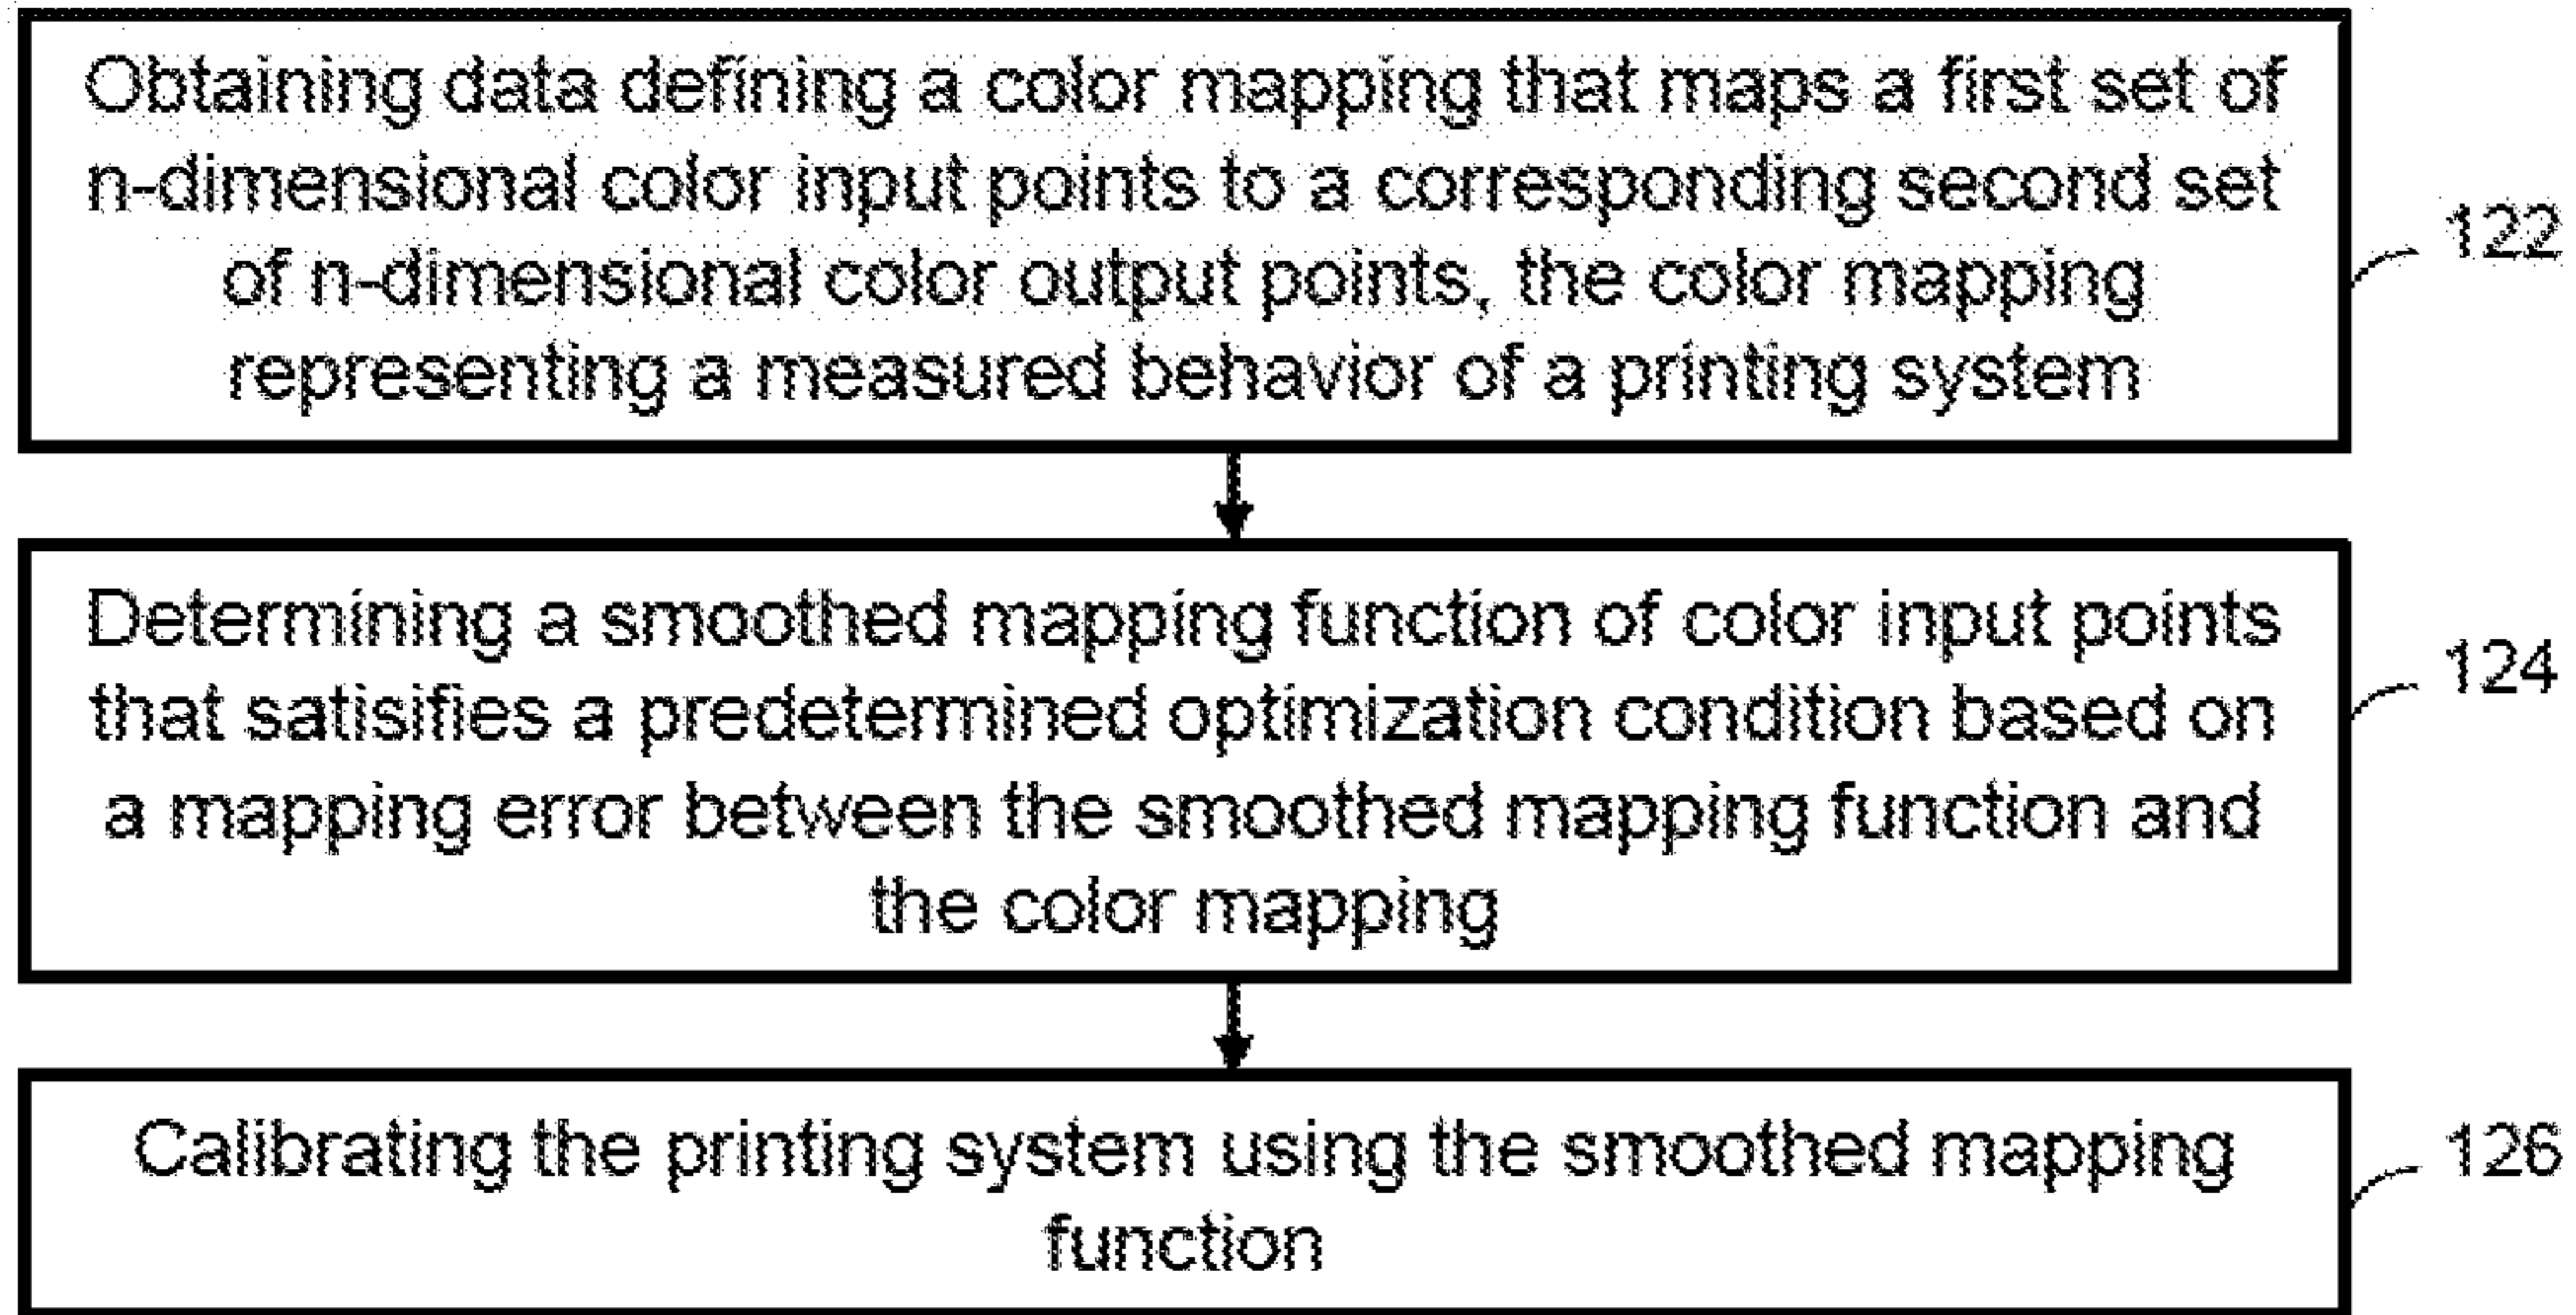 Obtaining data defining a color mapping that maps a first set of
n-dimensional color input points to a corresponding second set
of n-dimensional color output points, the color mapping
representing a measured behavior of a printing system
122
Determining a smoothed mapping function of color input points
that satisifies a predetermined optimization condition based on
a mapping error between the smoothed mapping function and
the color mapping
124
Calibrating the printing system using the smoothed mapping
function
126